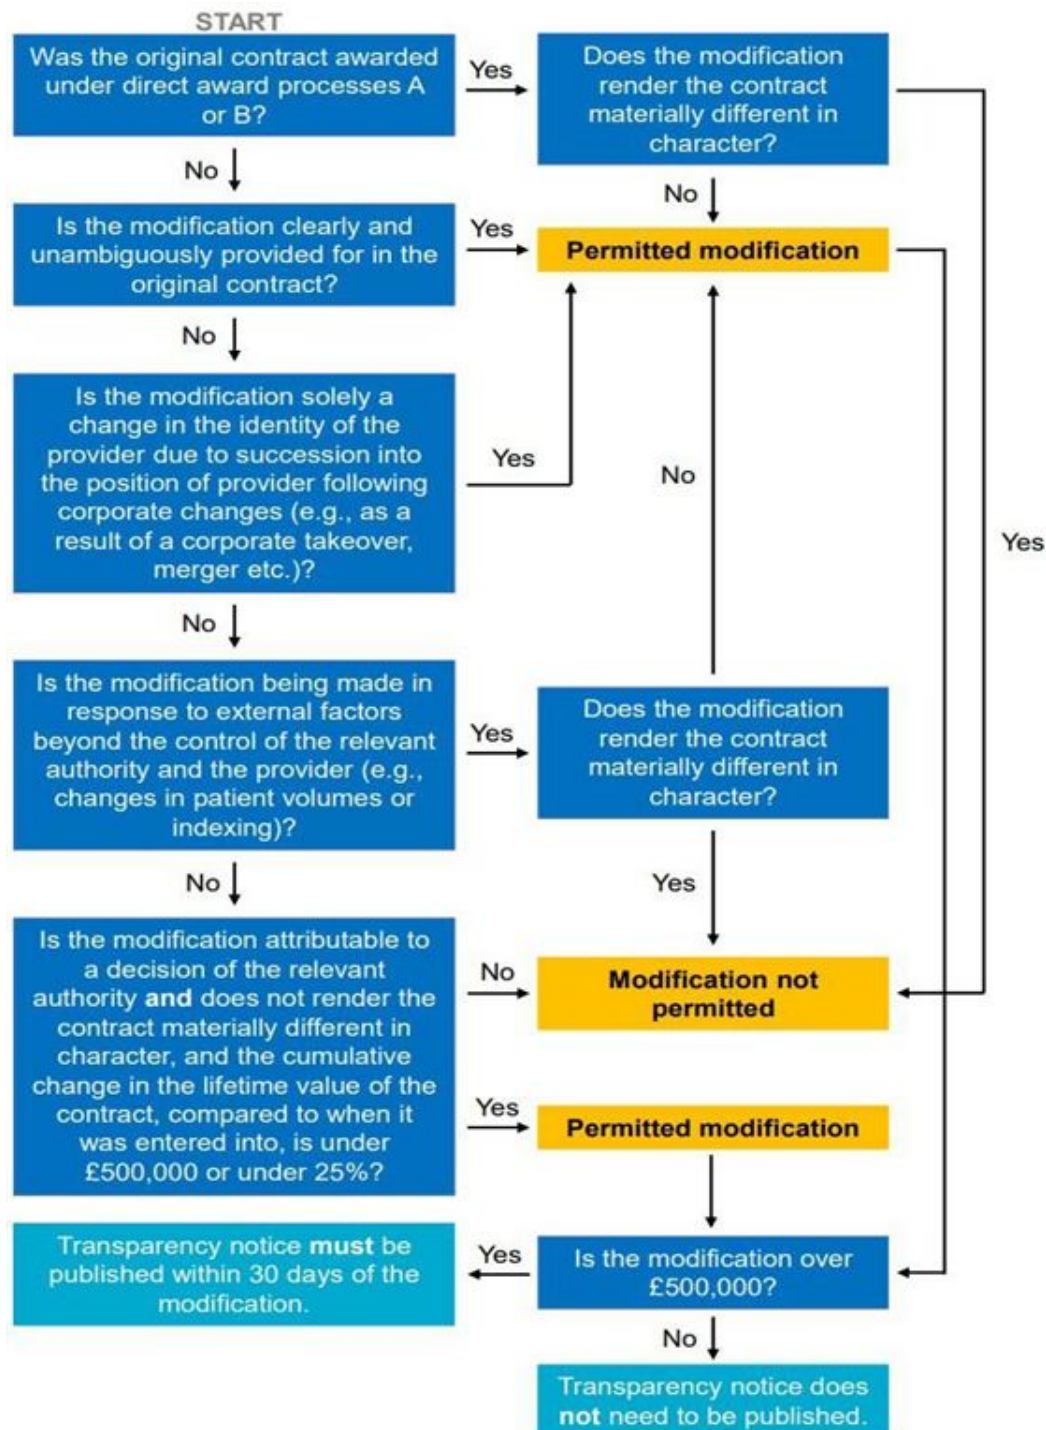 START
Was the original contract awarded
under direct award processes A
or B?
Yes
Does the modification
render the contract
materially different in
character?
No
No
Is the modification clearly and
unambiguously provided for in the
original contract?
Yes
Permitted modification
No
Is the modification solely a
change in the identity of the
provider due to succession into
the position of provider following
corporate changes (e.g., as a
result of a corporate takeover,
merger etc.)?
Yes
No
Yes
No
Is the modification being made in
response to external factors
beyond the control of the relevant
authority and the provider (e.g.,
changes in patient volumes or
indexing)?
Yes
Does the modification
render the contract
materially different in
character?
No
Yes
Is the modification attributable to
a decision of the relevant
authority and does not render the
contract materially different in
character, and the cumulative
change in the lifetime value of the
contract, compared to when it
was entered into, is under
£500,000 or under 25%?
No
Modification not
permitted
Yes
Permitted modification
Transparency notice must be
published within 30 days of the
modification.
Yes
Is the modification over
£500,000?
No
Transparency notice does
not need to be published.